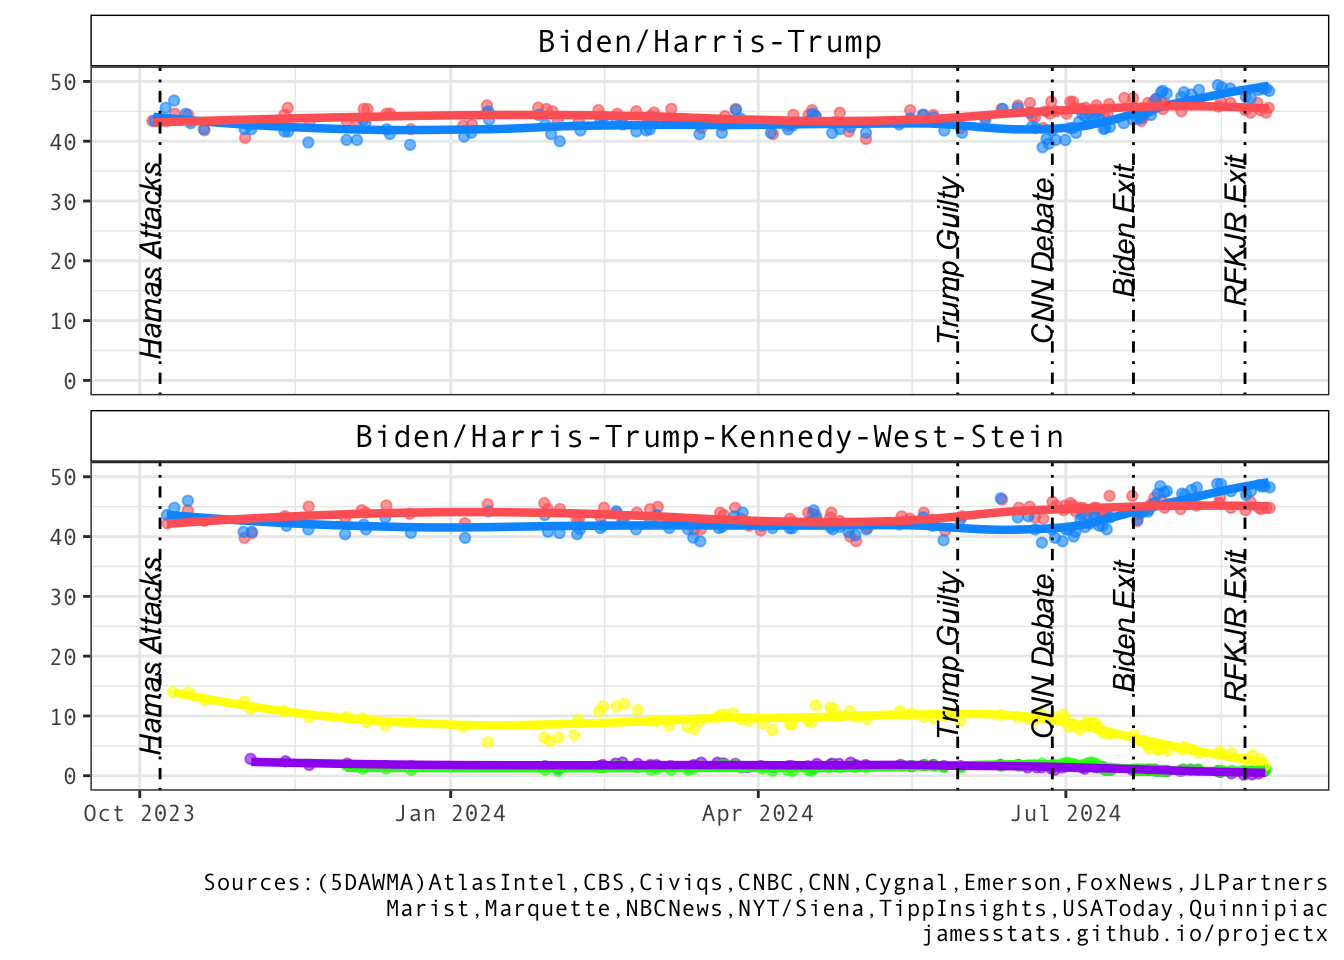 Biden/Harris-Trump
50
40
30
20
10
0
Hamas Attacks
Trump Guilty
CNN Debate
Biden Exit
RFKJR Exit
Biden/Harris-Trump-Kennedy-West-Stein
50
40
30
20
10
0
Hamas Attacks
Trump Guilty
CNN Debate
Biden Exit
RFKJR Exit
Oct 2023 Jan 2024 Apr 2024 Jul 2024
Sources:(5DAWMA)AtlasIntel,CBS,Civiqs,CNBC,CNN,Cygnal,Emerson,FoxNews,JLPartners
Marist,Marquette,NBCNews,NYT/Siena,TippInsights,USAToday,Quinnipiac
jamesstats.github.io/projectx